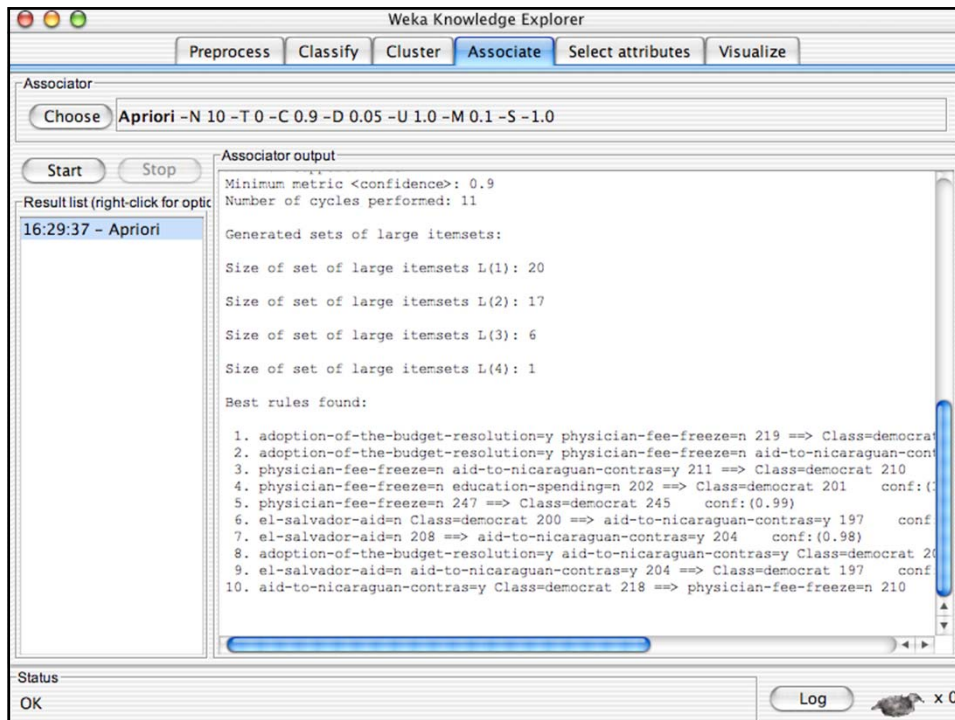 Weka Knowledge Explorer
Preprocess Classify Cluster Associate Select attributes Visualize
Associator
Choose Apriori -N 10 -T 0 -C 0.9 -D 0.05 -U 1.0 -M 0.1 -S -1.0
Start Stop
Result list (right-click for optic
16:29:37 – Apriori
Associator output
Minimum metric <confidence>: 0.9
Number of cycles performed: 11
Generated sets of large itemsets:
Size of set of large itemsets L(1): 20
Size of set of large itemsets L(2): 17
Size of set of large itemsets L(3): 6
Size of set of large itemsets L(4): 1
Best rules found:
1. adoption-of-the-budget-resolution=y physician-fee-freeze=n 219 ==> Class=democrat
2. adoption-of-the-budget-resolution=y physician-fee-freeze=n aid-to-nicaraguan-cont
3. physician-fee-freeze=n aid-to-nicaraguan-contras=y 211 ==> Class=democrat 210
4. physician-fee-freeze=n education-spending=n 202 ==> Class=democrat 201 conf:(
5. physician-fee-freeze=n 247 ==> Class=democrat 245 conf:(0.99)
6. el-salvador-aid=n Class=democrat 200 ==> aid-to-nicaraguan-contras=y 197 conf
7. el-salvador-aid=n 208 ==> aid-to-nicaraguan-contras=y 204 conf:(0.98)
8. adoption-of-the-budget-resolution=y aid-to-nicaraguan-contras=y Class=democrat 20
9. el-salvador-aid=n aid-to-nicaraguan-contras=y 204 ==> Class=democrat 197 conf
10. aid-to-nicaraguan-contras=y Class=democrat 218 ==> physician-fee-freeze=n 210
Status
OK
Log x 0